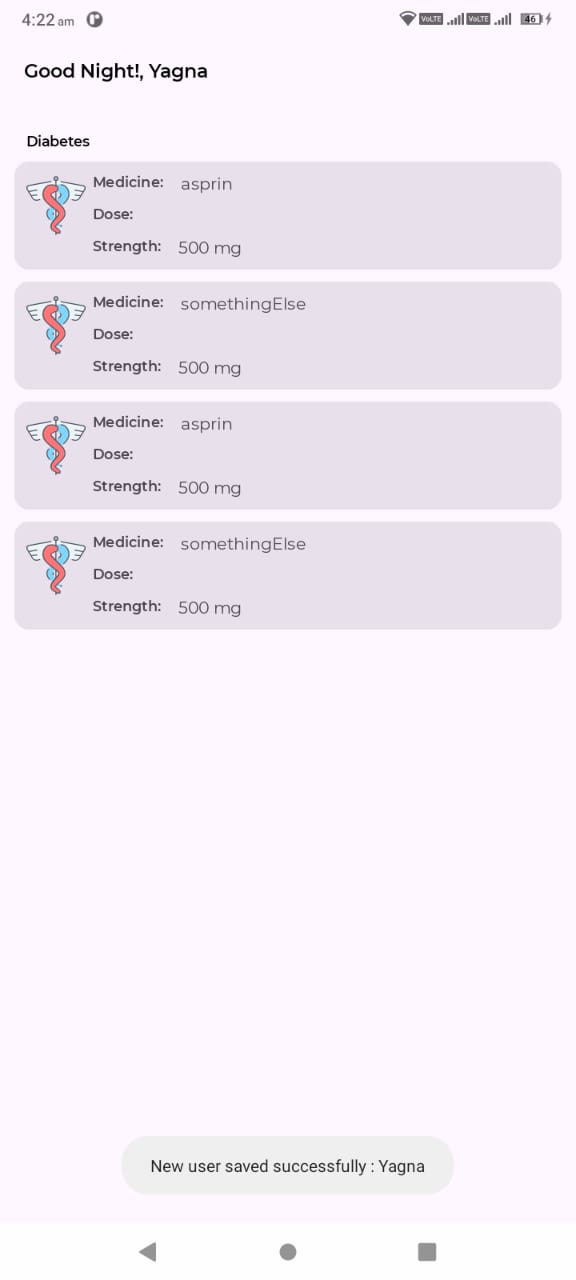 4:22 am VoLTE VoLTE 46
Good Night!, Yagna
Diabetes
Medicine: asprin
Dose:
Strength: 500 mg
Medicine: somethingElse
Dose:
Strength: 500 mg
Medicine: asprin
Dose:
Strength: 500 mg
Medicine: somethingElse
Dose:
Strength: 500 mg
New user saved successfully : Yagna